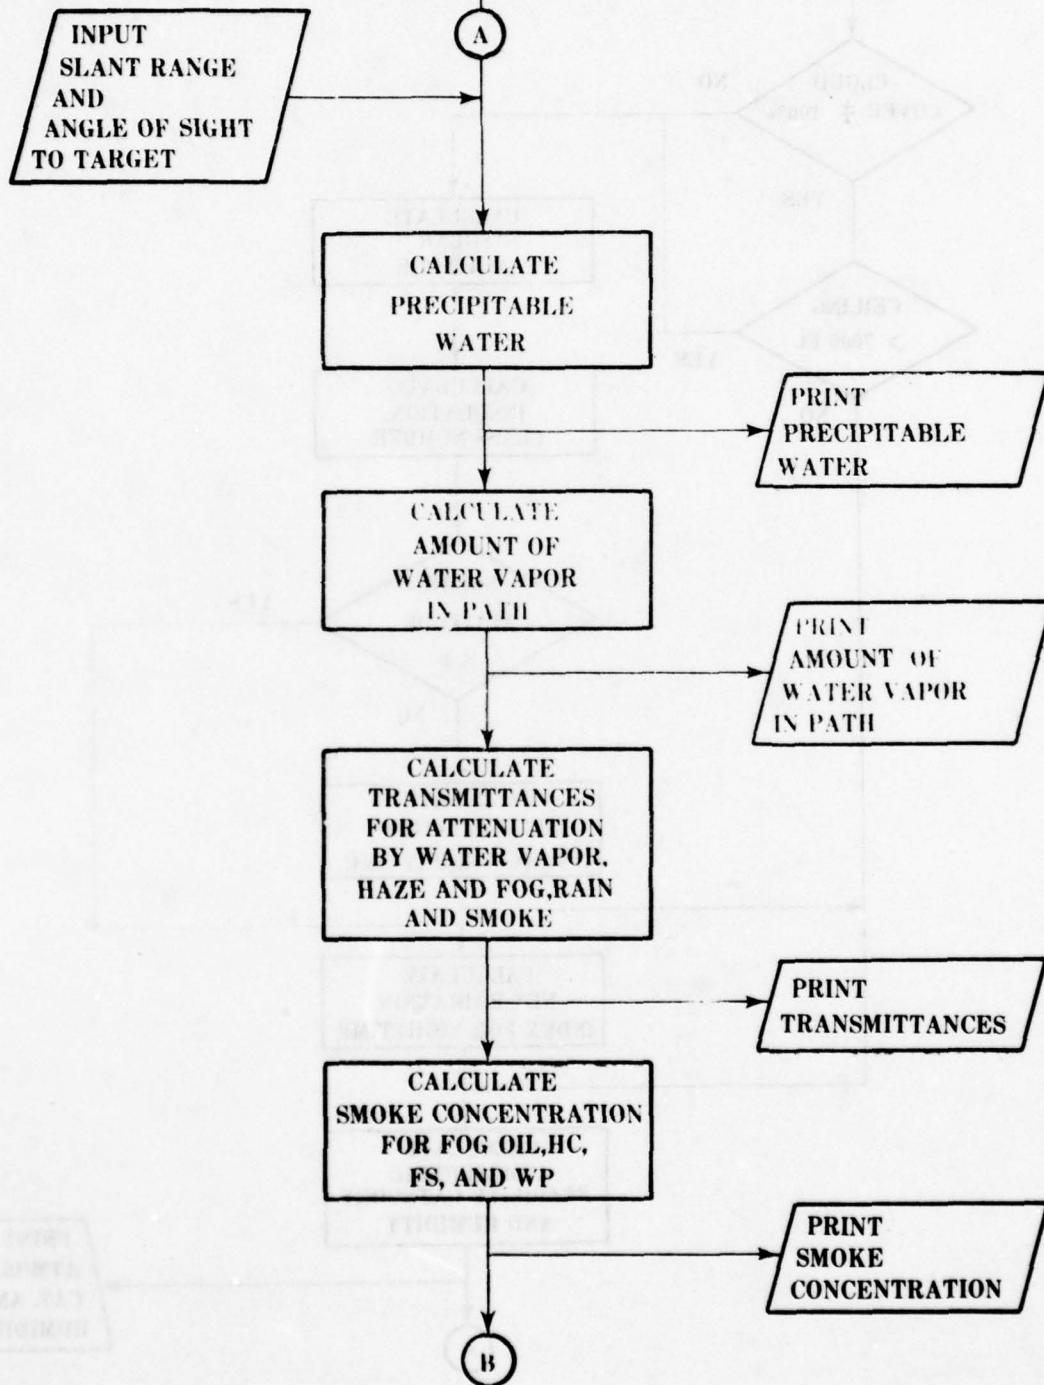 A
INPUT
SLANT RANGE
AND
ANGLE OF SIGHT
TO TARGET
CALCULATE
PRECIPITABLE
WATER
PRINT
PRECIPITABLE
WATER
CALCULATE
AMOUNT OF
WATER VAPOR
IN PATH
PRINT
AMOUNT OF
WATER VAPOR
IN PATH
CALCULATE
TRANSMITTANCES
FOR ATTENUATION
BY WATER VAPOR,
HAZE AND FOG,RAIN
AND SMOKE
PRINT
TRANSMITTANCES
CALCULATE
SMOKE CONCENTRATION
FOR FOG OIL,HC,
FS, AND WP
PRINT
SMOKE
CONCENTRATION
B